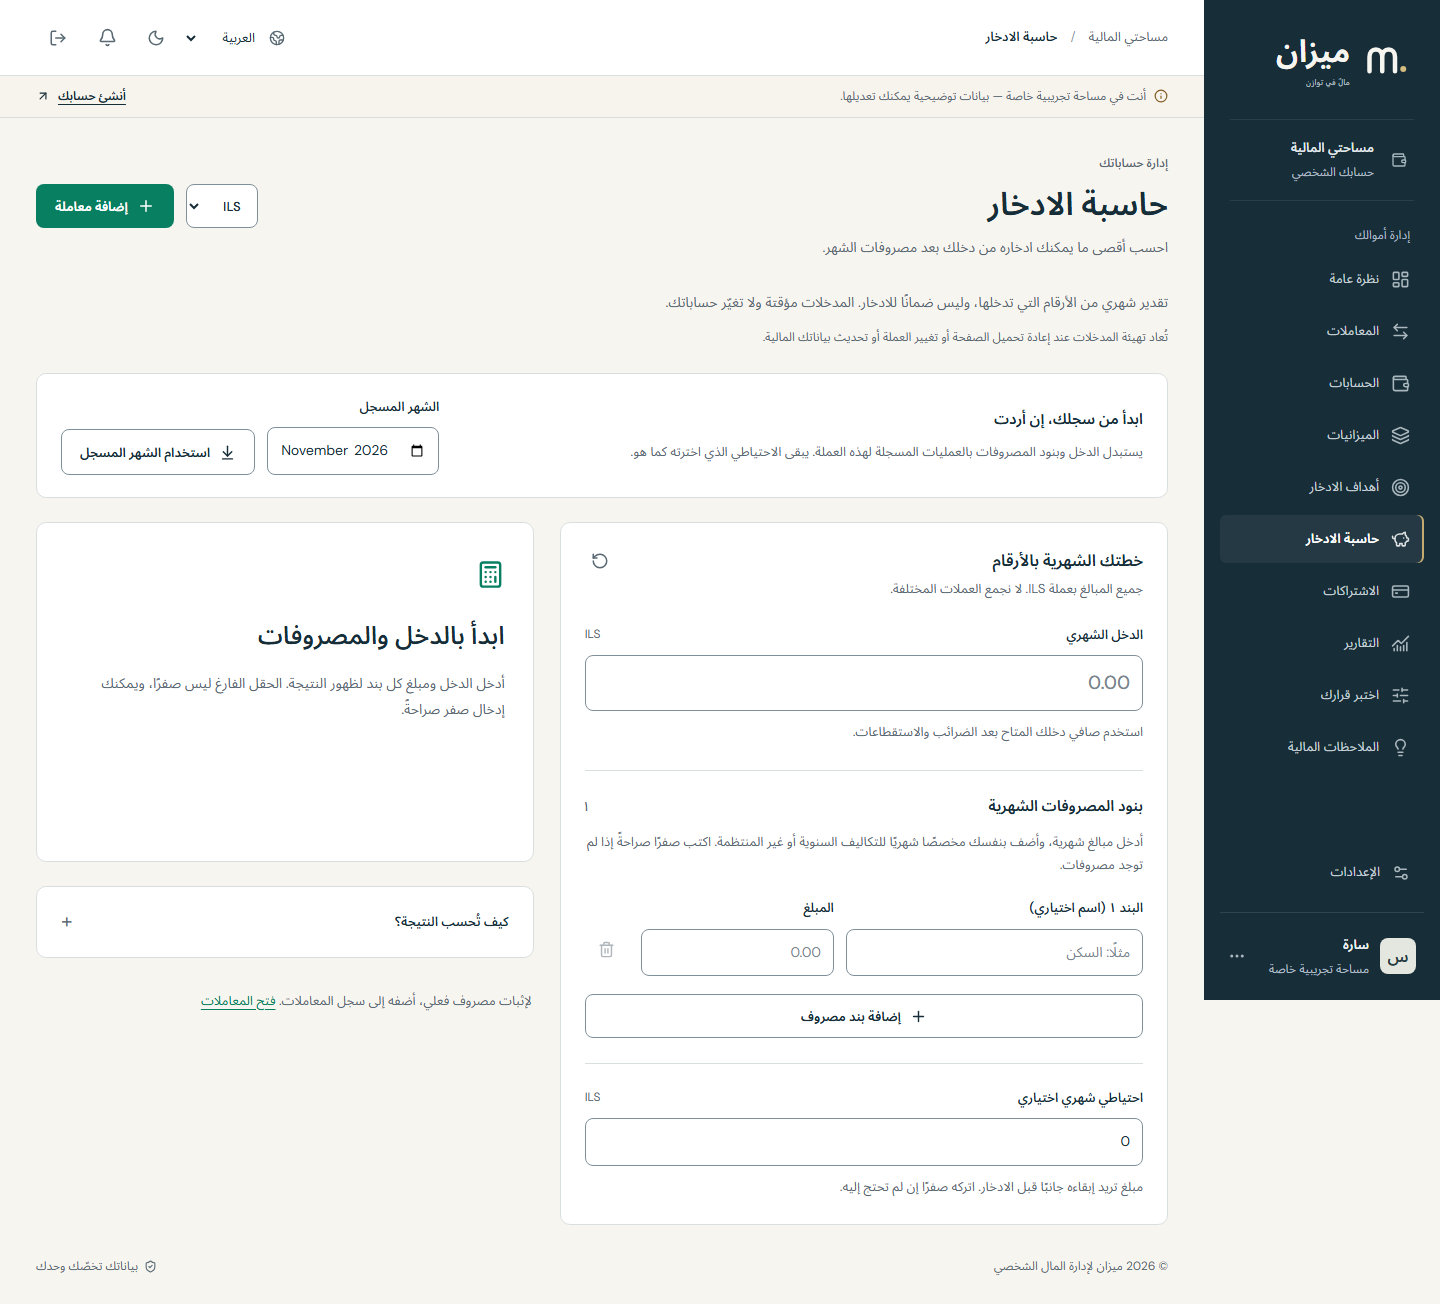 m.
ميزان
مالٌ في توازن
مساحتي المالية
حسابك الشخصي
إدارة أموالك
نظرة عامة
المعاملات
الحسابات
الميزانيات
أهداف الادخار
حاسبة الادخار
الاشتراكات
التقارير
اختبر قرارك
الملاحظات المالية
الإعدادات
س
سارة
مساحة تجريبية خاصة
مساحتي المالية / حاسبة الادخار
العربية
أنت في مساحة تجريبية خاصة — بيانات توضيحية يمكنك تعديلها.
أنشئ حسابك
إدارة حساباتك
حاسبة الادخار
احسب أقصى ما يمكنك ادخاره من دخلك بعد مصروفات الشهر.
ILS
إضافة معاملة
تقدير شهري من الأرقام التي تدخلها، وليس ضمانًا للادخار. المدخلات مؤقتة ولا تغيّر حساباتك.
تُعاد تهيئة المدخلات عند إعادة تحميل الصفحة أو تغيير العملة أو تحديث بياناتك المالية.
ابدأ من سجلك، إن أردت
يستبدل الدخل وبنود المصروفات بالعمليات المسجلة لهذه العملة. يبقى الاحتياطي الذي اخترته كما هو.
الشهر المسجل
November 2026
استخدام الشهر المسجل
خطتك الشهرية بالأرقام
جميع المبالغ بعملة ILS. لا نجمع العملات المختلفة.
الدخل الشهري
ILS
0.00
استخدم صافي دخلك المتاح بعد الضرائب والاستقطاعات.
بنود المصروفات الشهرية
١
أدخل مبالغ شهرية، وأضف بنفسك مخصصًا شهريًا للتكاليف السنوية أو غير المنتظمة. اكتب صفرًا صراحةً إذا لم
توجد مصروفات.
البند ١ (اسم اختياري)
المبلغ
مثلًا: السكن
0.00
إضافة بند مصروف
احتياطي شهري اختياري
ILS
0
مبلغ تريد إبقاءه جانبًا قبل الادخار. اتركه صفرًا إن لم تحتج إليه.
ابدأ بالدخل والمصروفات
أدخل الدخل ومبلغ كل بند لظهور النتيجة. الحقل الفارغ ليس صفرًا، ويمكنك
إدخال صفر صراحةً.
كيف تُحسب النتيجة؟
لإثبات مصروف فعلي، أضفه إلى سجل المعاملات. فتح المعاملات
© 2026 ميزان لإدارة المال الشخصي
بياناتك تخصّك وحدك